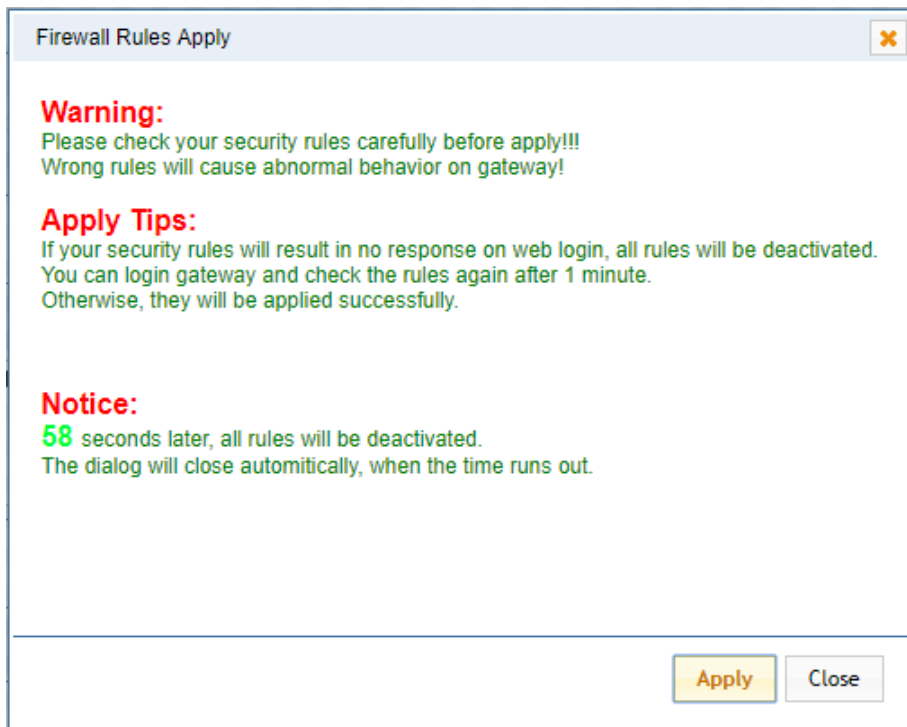 Firewall Rules Apply
Warning:
Please check your security rules carefully before apply!!!
Wrong rules will cause abnormal behavior on gateway!
Apply Tips:
If your security rules will result in no response on web login, all rules will be deactivated.
You can login gateway and check the rules again after 1 minute.
Otherwise, they will be applied successfully.
Notice:
58 seconds later, all rules will be deactivated.
The dialog will close automitically, when the time runs out.
Apply Close